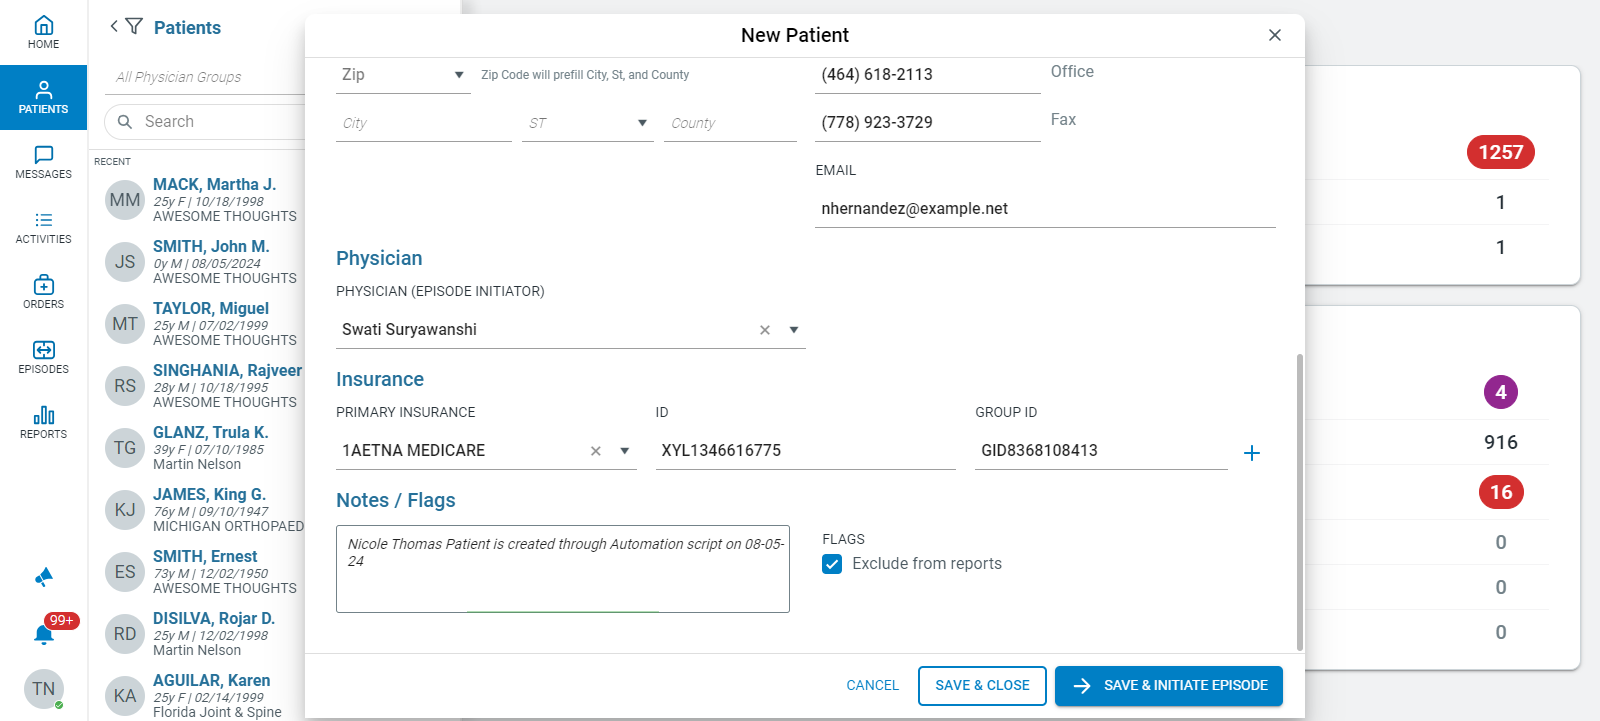 HOME
PATIENTS
MESSAGES
ACTIVITIES
ORDERS
EPISODES
REPORTS
99+
TN
Patients
All Physician Groups
Search
RECENT
MM
MACK, Martha J.
25y F | 10/18/1998
AWESOME THOUGHTS
JS
SMITH, John M.
0y M | 08/05/2024
AWESOME THOUGHTS
MT
TAYLOR, Miguel
25y M | 07/02/1999
AWESOME THOUGHTS
RS
SINGHANIA, Rajveer
28y M | 10/18/1995
AWESOME THOUGHTS
TG
GLANZ, Trula K.
39y F | 07/10/1985
Martin Nelson
KJ
JAMES, King G.
76y M | 09/10/1947
MICHIGAN ORTHOPAED
ES
SMITH, Ernest
73y M | 12/02/1950
AWESOME THOUGHTS
RD
DISILVA, Rojar D.
25y M | 12/02/1998
Martin Nelson
KA
AGUILAR, Karen
25y F | 02/14/1999
Florida Joint & Spine
New Patient
Zip
Zip Code will prefill City, St, and County
(464) 618-2113
Office
City
ST
County
(778) 923-3729
Fax
EMAIL
nhernandez@example.net
Physician
PHYSICIAN (EPISODE INITIATOR)
Swati Suryawanshi
Insurance
PRIMARY INSURANCE
ID
GROUP ID
1AETNA MEDICARE
XYL1346616775
GID8368108413
Notes / Flags
Nicole Thomas Patient is created through Automation script on 08-05-
24
FLAGS
Exclude from reports
CANCEL
SAVE & CLOSE
SAVE & INITIATE EPISODE
1257
1
1
4
916
16
0
0
0